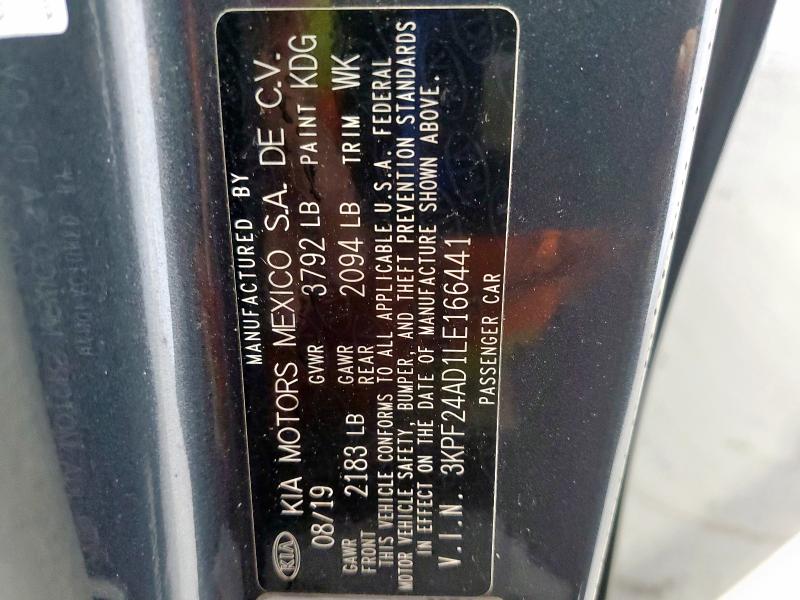 MANUFACTURED BY
KIA KIA MOTORS MEXICO S.A. DE C.V.
08/19 GVWR 3792 LB PAINT KDG
GAWR FRONT 2183 LB GAWR REAR 2094 LB TRIM WK
THIS VEHICLE CONFORMS TO ALL APPLICABLE U.S.A. FEDERAL
MOTOR VEHICLE SAFETY, BUMPER, AND THEFT PREVENTION STANDARDS
IN EFFECT ON THE DATE OF MANUFACTURE SHOWN ABOVE.
V.I.N. 3KPF24AD1LE166441
PASSENGER CAR